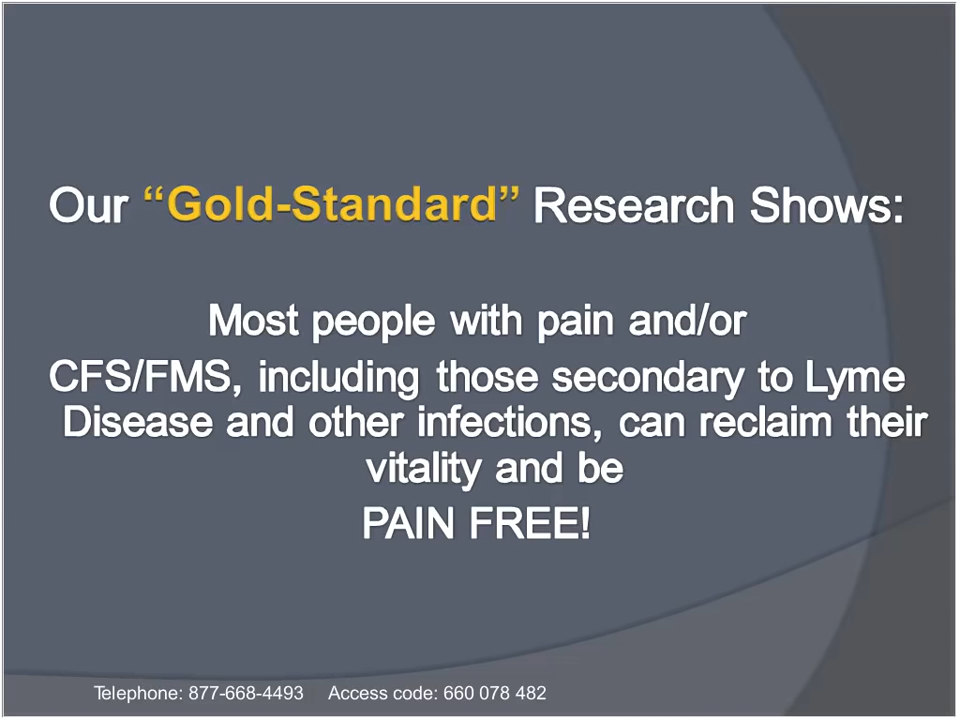 Our “Gold-Standard” Research Shows:
Most people with pain and/or
CFS/FMS, including those secondary to Lyme
Disease and other infections, can reclaim their
vitality and be
PAIN FREE!
Telephone: 877-668-4493 Access code: 660 078 482